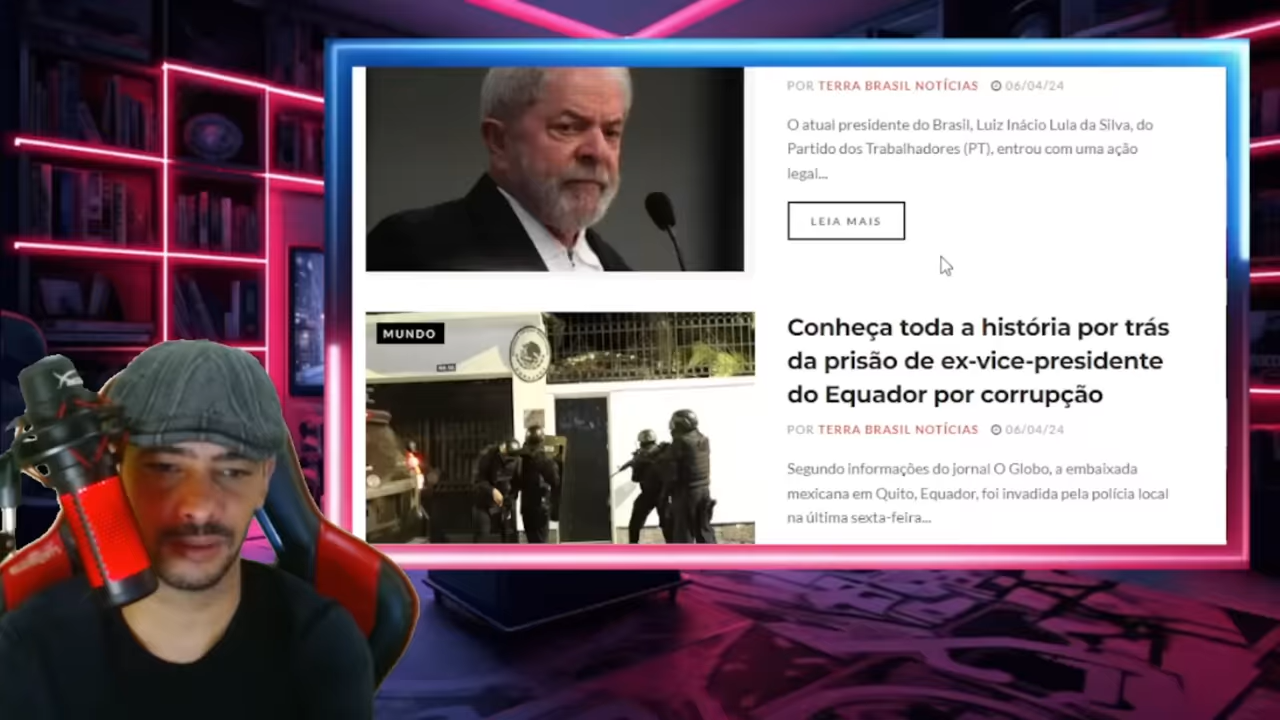 POR TERRA BRASIL NOTÍCIAS 06/04/24
O atual presidente do Brasil, Luiz Inácio Lula da Silva, do
Partido dos Trabalhadores (PT), entrou com uma ação
legal...
LEIA MAIS
MUNDO
Conheça toda a história por trás
da prisão de ex-vice-presidente
do Equador por corrupção
POR TERRA BRASIL NOTÍCIAS 06/04/24
Segundo informações do jornal O Globo, a embaixada
mexicana em Quito, Equador, foi invadida pela polícia local
na última sexta-feira...